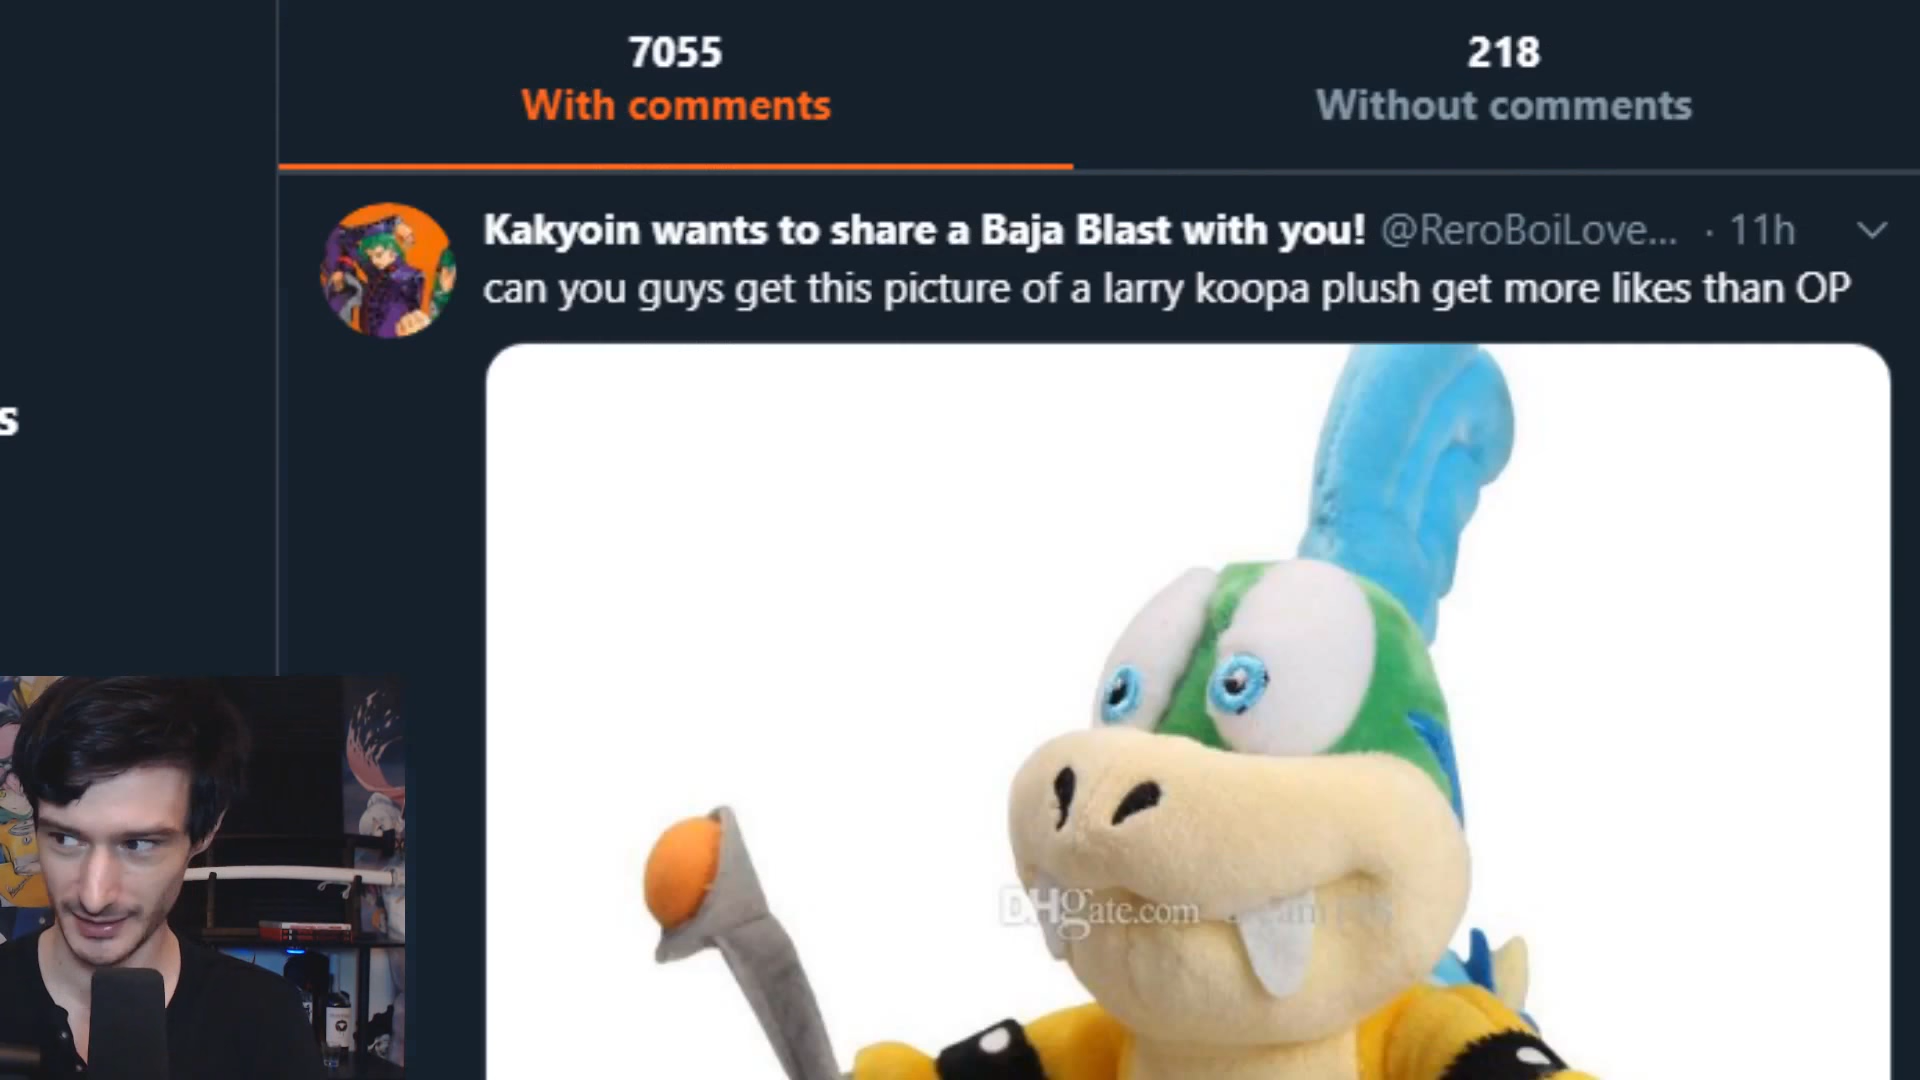 7055
With comments
218
Without comments
Kakyoin wants to share a Baja Blast with you! @ReroBoiLove... · 11h
can you guys get this picture of a larry koopa plush get more likes than OP
s
DHgate.com